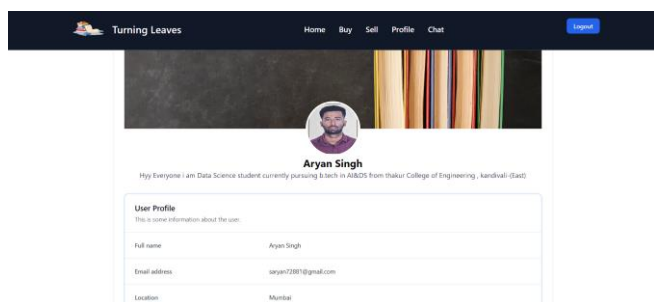 Turning Leaves
Home Buy Sell Profile Chat
Logout
Aryan Singh
Hyy Everyone i am Data Science student currently pursuing b.tech in AI&DS from thakur College of Engineering , kandivali-(East)
User Profile
This is some information about the user.
Full name Aryan Singh
Email address saryan72881@gmail.com
Location Mumbai